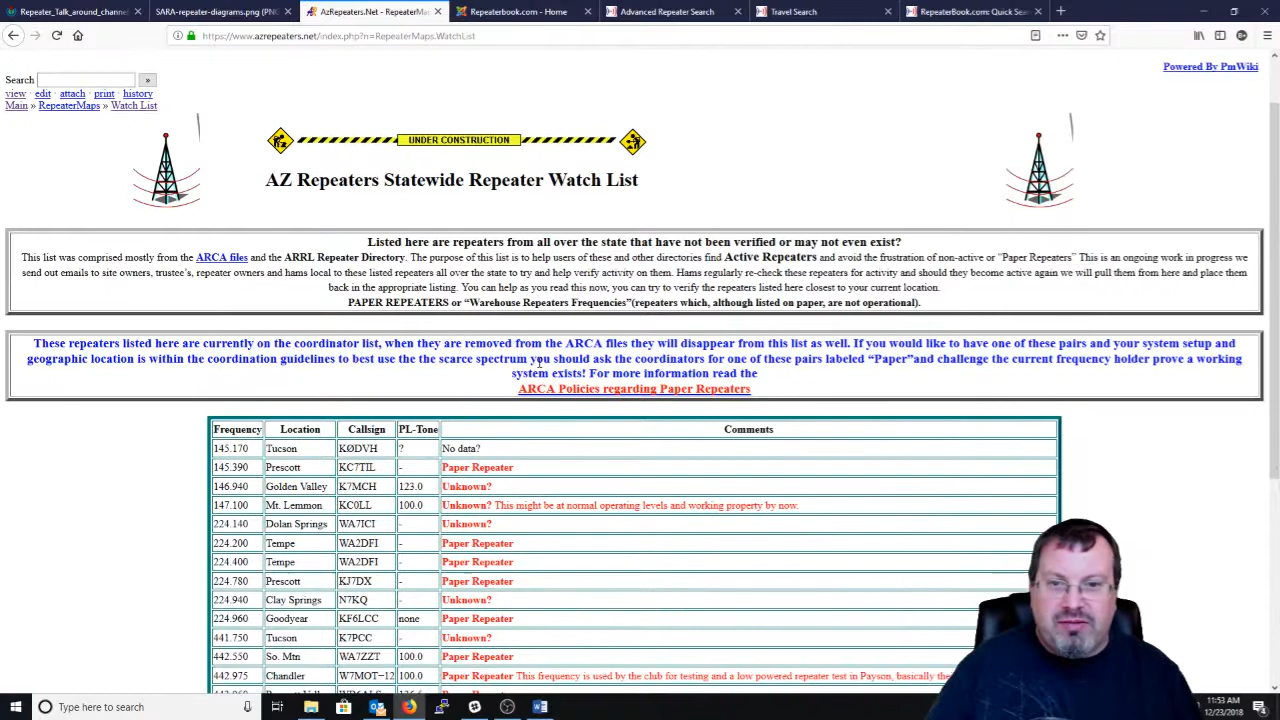 Repeater_Talk_around_channel
SARA-repeater-diagrams.png (PNG
AzRepeaters.Net - RepeaterMa
Repeaterbook.com - Home
Advanced Repeater Search
Travel Search
RepeaterBook.com: Quick Sear
https://www.azrepeaters.net/index.php?n=RepeaterMaps.WatchList
Powered By PmWiki
Search
»
view · edit · attach · print · history
Main » RepeaterMaps » Watch List
UNDER CONSTRUCTION
AZ Repeaters Statewide Repeater Watch List
Listed here are repeaters from all over the state that have not been verified or may not even exist?
This list was comprised mostly from the ARCA files and the ARRL Repeater Directory. The purpose of this list is to help users of these and other directories find Active Repeaters and avoid the frustration of non-active or "Paper Repeaters" This is an ongoing work in progress we
send out emails to site owners, trustee's, repeater owners and hams local to these listed repeaters all over the state to try and help verify activity on them. Hams regularly re-check these repeaters for activity and should they become active again we will pull them from here and place them
back in the appropriate listing. You can help as you read this now, you can try to verify the repeaters listed here closest to your current location.
PAPER REPEATERS or “Warehouse Repeaters Frequencies”(repeaters which, although listed on paper, are not operational).
These repeaters listed here are currently on the coordinator list, when they are removed from the ARCA files they will disappear from this list as well. If you would like to have one of these pairs and your system setup and
geographic location is within the coordination guidelines to best use the the scarce spectrum you should ask the coordinators for one of these pairs labeled “Paper”and challenge the current frequency holder prove a working
system exists! For more information read the
ARCA Policies regarding Paper Repeaters
Frequency Location Callsign PL-Tone Comments
145.170 Tucson KØDVH ? No data?
145.390 Prescott KC7TIL - Paper Repeater
146.940 Golden Valley K7MCH 123.0 Unknown?
147.100 Mt. Lemmon KC0LL 100.0 Unknown? This might be at normal operating levels and working property by now.
224.140 Dolan Springs WA7ICI - Unknown?
224.200 Tempe WA2DFI - Paper Repeater
224.400 Tempe WA2DFI - Paper Repeater
224.780 Prescott KJ7DX - Paper Repeater
224.940 Clay Springs N7KQ - Unknown?
224.960 Goodyear KF6LCC none Paper Repeater
441.750 Tucson K7PCC - Unknown?
442.550 So. Mtn WA7ZZT 100.0 Paper Repeater
442.975 Chandler W7MOT-12 100.0 Paper Repeater This frequency is used by the club for testing and a low powered repeater test in Payson, basically the
Type here to search
11:53 AM
12/23/2018